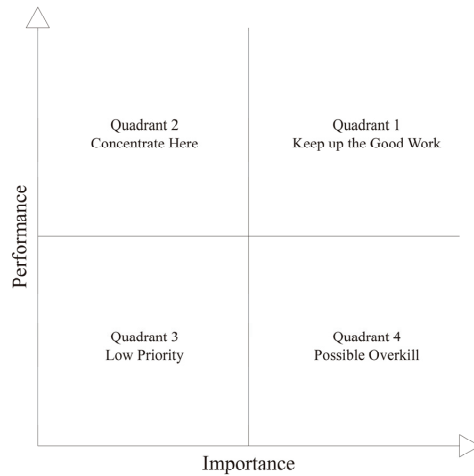 Quadrant 2
Concentrate Here
Quadrant 1
Keep up the Good Work
Performance
Quadrant 3
Low Priority
Quadrant 4
Possible Overkill
Importance